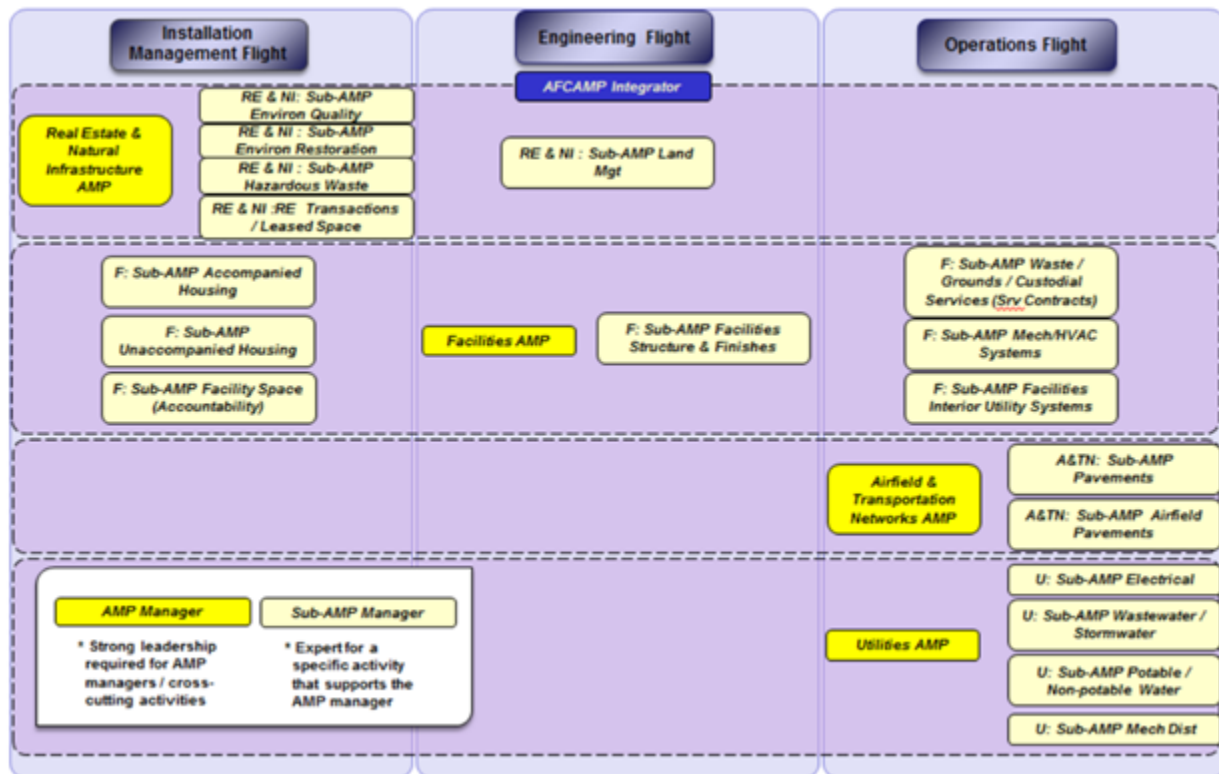 Installation
Management Flight
Engineering Flight
Operations Flight
AFCAMP Integrator
Real Estate &
Natural
Infrastructure
AMP
RE & NI: Sub-AMP
Environ Quality
RE & NI : Sub-AMP
Environ Restoration
RE & NI : Sub-AMP
Hazardous Waste
RE & NI :RE Transactions
/ Leased Space
RE & NI : Sub-AMP Land
Mgt
F: Sub-AMP Accompanied
Housing
F: Sub-AMP
Unaccompanied Housing
F: Sub-AMP Facility Space
(Accountability)
Facilities AMP
F: Sub-AMP Facilities
Structure & Finishes
F: Sub-AMP Waste /
Grounds / Custodial
Services (Srv Contracts)
F: Sub-AMP Mech/HVAC
Systems
F: Sub-AMP Facilities
Interior Utility Systems
Airfield &
Transportation
Networks AMP
A&TN: Sub-AMP
Pavements
A&TN: Sub-AMP Airfield
Pavements
Utilities AMP
U: Sub-AMP Electrical
U: Sub-AMP Wastewater /
Stormwater
U: Sub-AMP Potable /
Non-potable Water
U: Sub-AMP Mech Dist
AMP Manager
* Strong leadership
required for AMP
managers / cross-
cutting activities
Sub-AMP Manager
* Expert for a
specific activity
that supports the
AMP manager